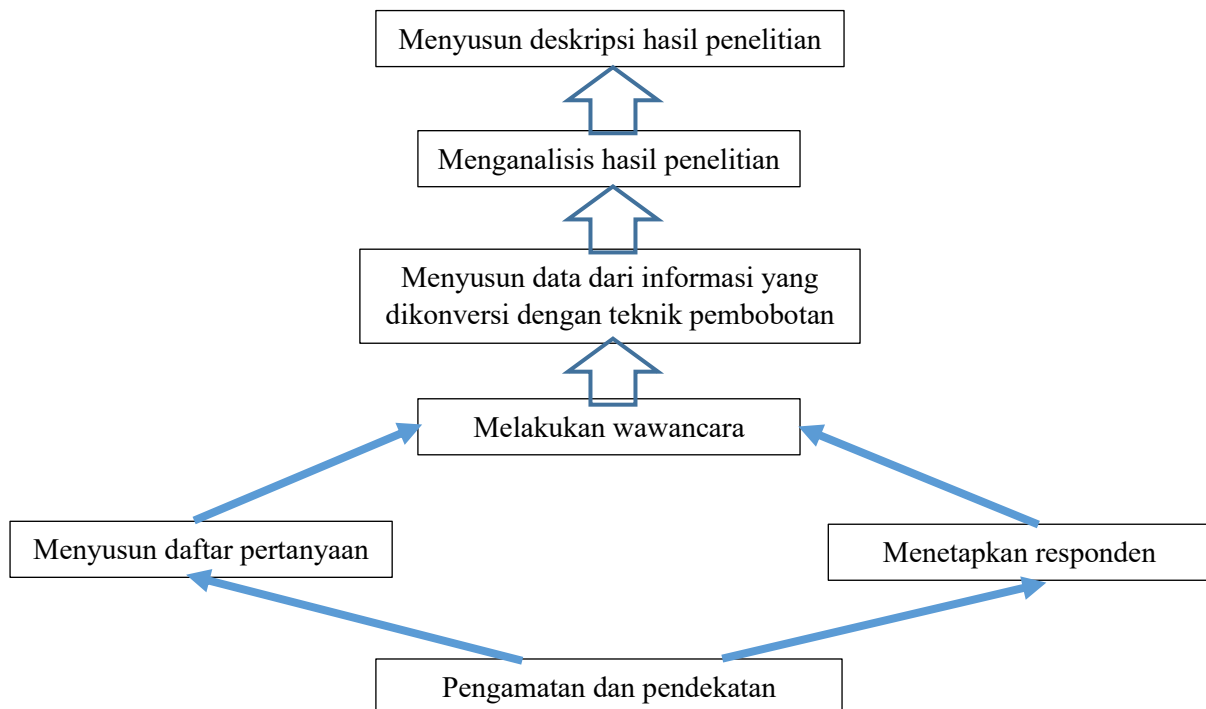 Menyusun deskripsi hasil penelitian
Menganalisis hasil penelitian
Menyusun data dari informasi yang
dikonversi dengan teknik pembobotan
Melakukan wawancara
Menyusun daftar pertanyaan
Menetapkan responden
Pengamatan dan pendekatan